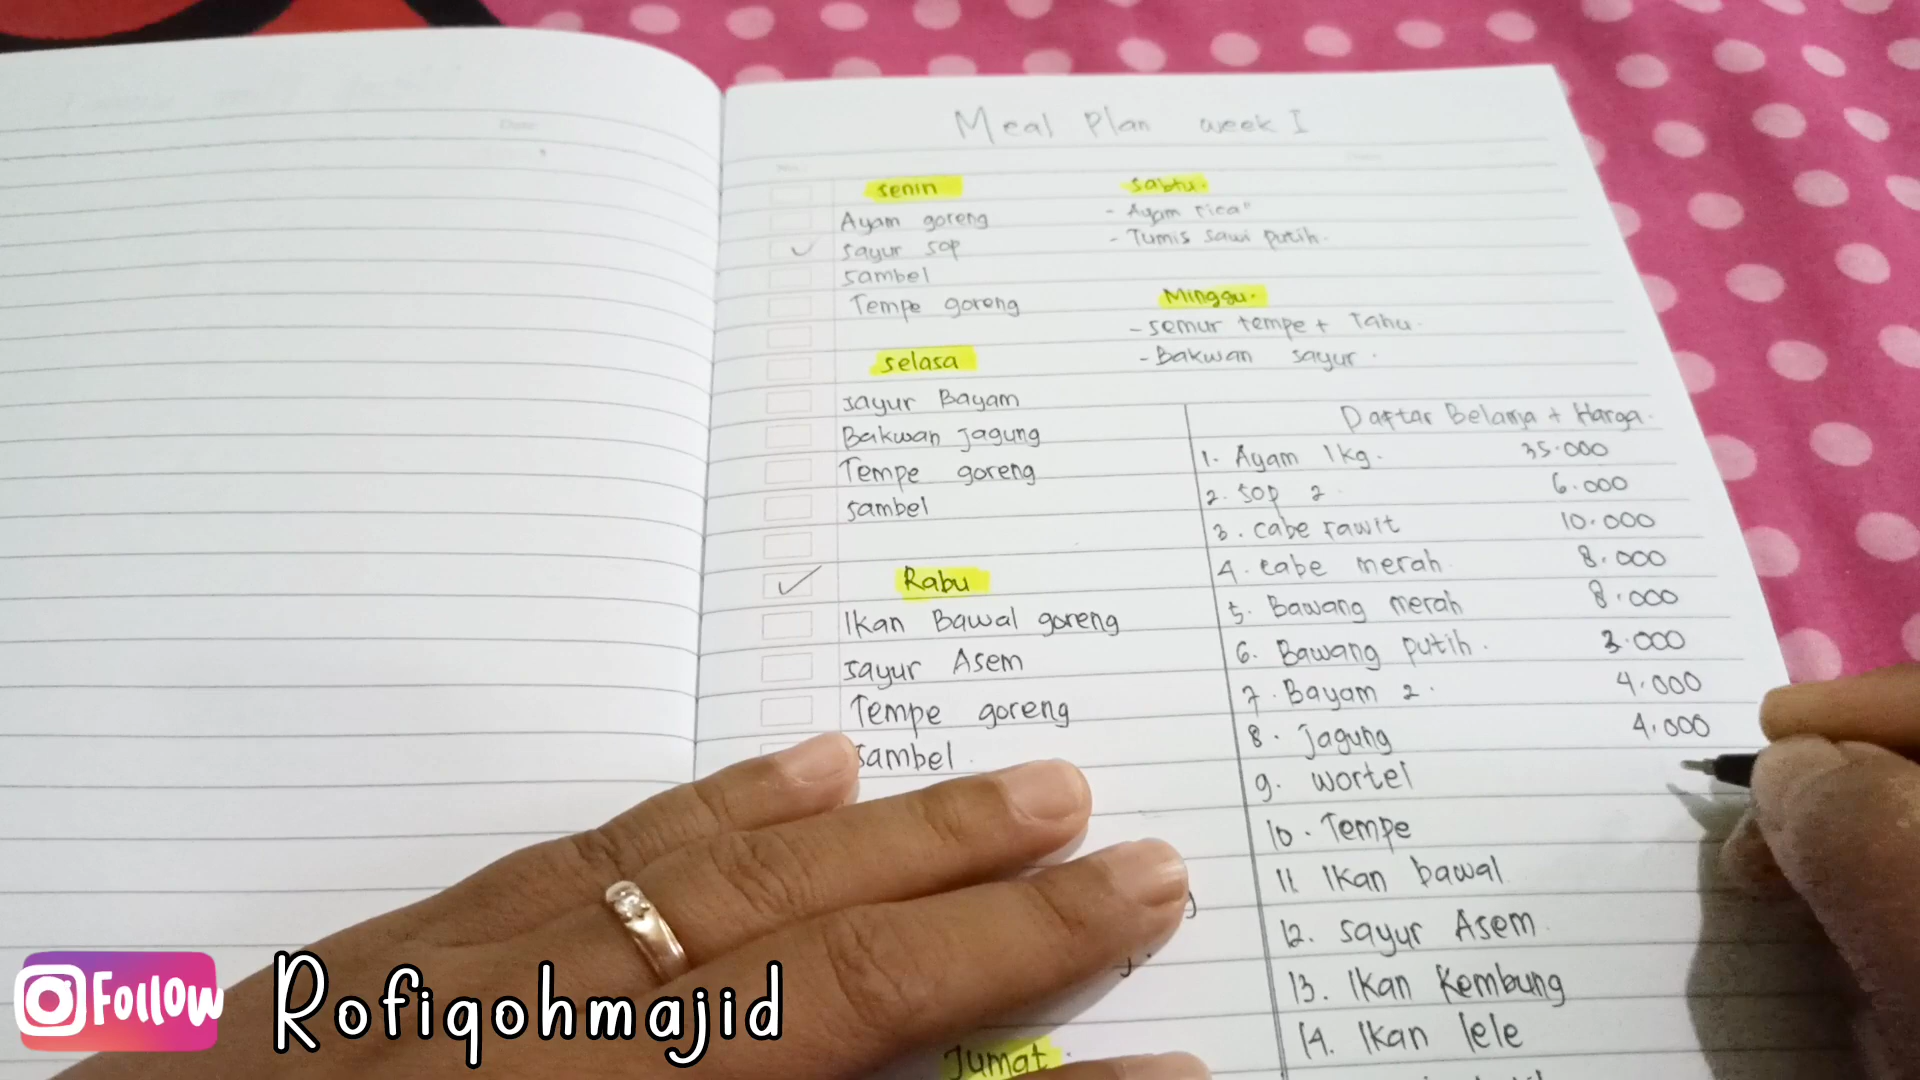 Meal Plan week I
senin
Ayam goreng
sayur sop
sambel
Tempe goreng
selasa
sayur Bayam
Bakwan jagung
Tempe goreng
sambel
Rabu
Ikan Bawal goreng
sayur Asem
Tempe goreng
sambel.
Jumat.
sabtu.
- Ayam rica"
- Tumis sawi putih.
Minggu.
- semur tempe + Tahu.
- Bakwan sayur.
Daftar Belanja + Harga.
1. Ayam 1kg. 35.000
2. sop 2 6.000
3. cabe rawit 10.000
4. cabe merah. 8.000
5. Bawang merah 8.000
6. Bawang putih. 3.000
7. Bayam 2. 4.000
8. jagung 4.000
9. wortel
10. Tempe
11 Ikan bawal
12. sayur Asem
13. Ikan Kembung
14. Ikan lele
Follow
Rofiqohmajid